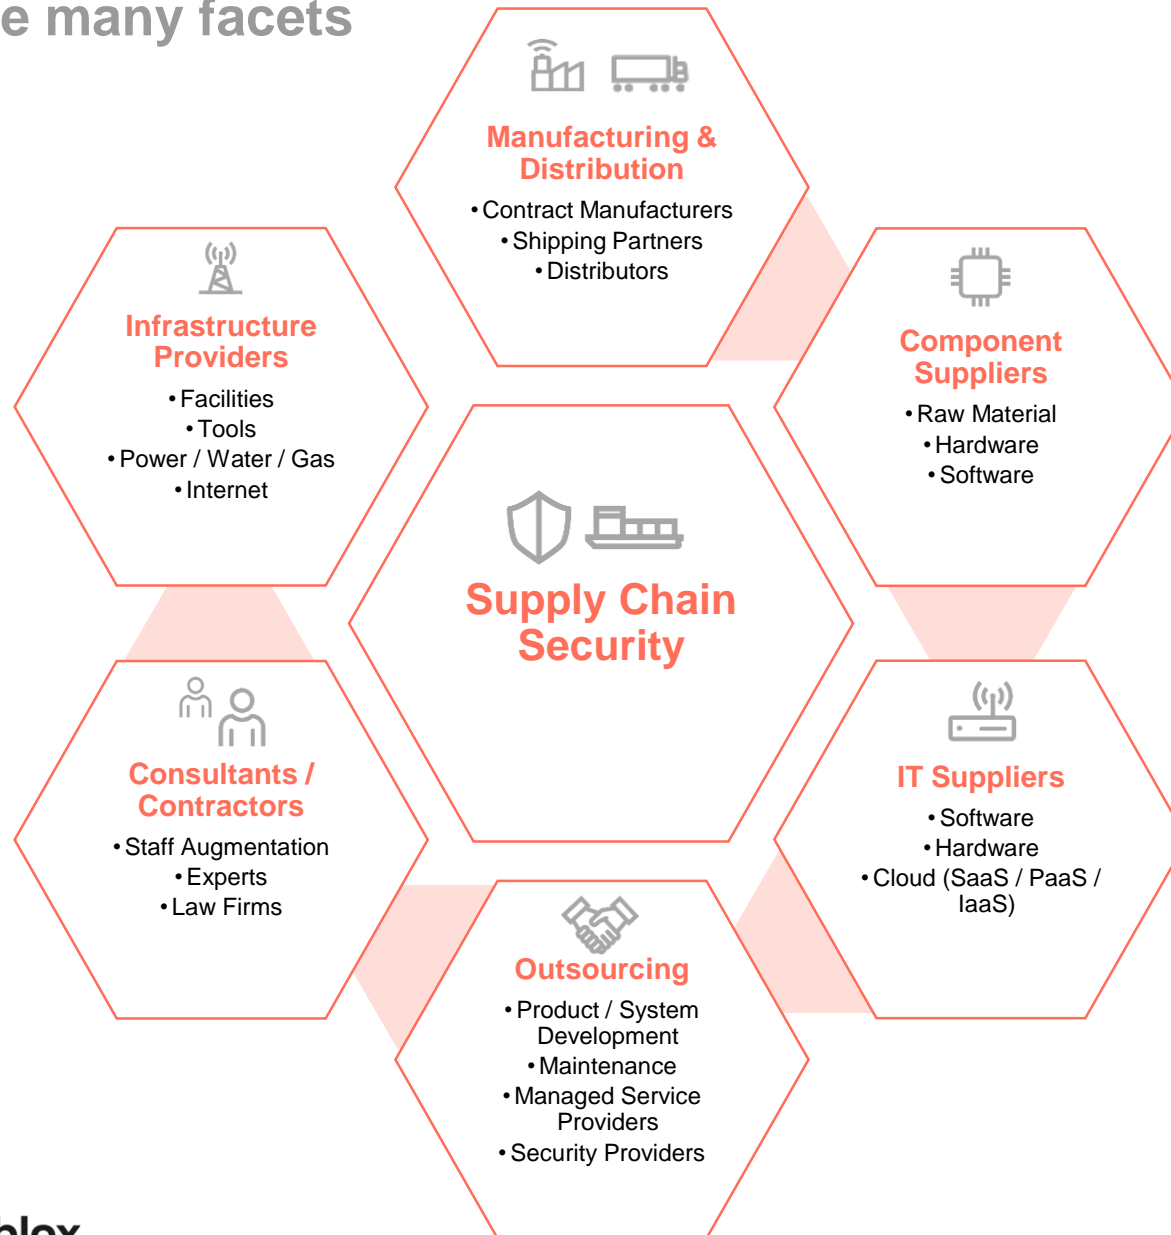 e many facets
Manufacturing &
Distribution
• Contract Manufacturers
• Shipping Partners
• Distributors
Infrastructure
Providers
• Facilities
• Tools
• Power / Water / Gas
• Internet
Component
Suppliers
• Raw Material
• Hardware
• Software
Supply Chain
Security
Consultants /
Contractors
• Staff Augmentation
• Experts
• Law Firms
IT Suppliers
• Software
• Hardware
• Cloud (SaaS / PaaS /
IaaS)
Outsourcing
• Product / System
Development
• Maintenance
• Managed Service
Providers
• Security Providers